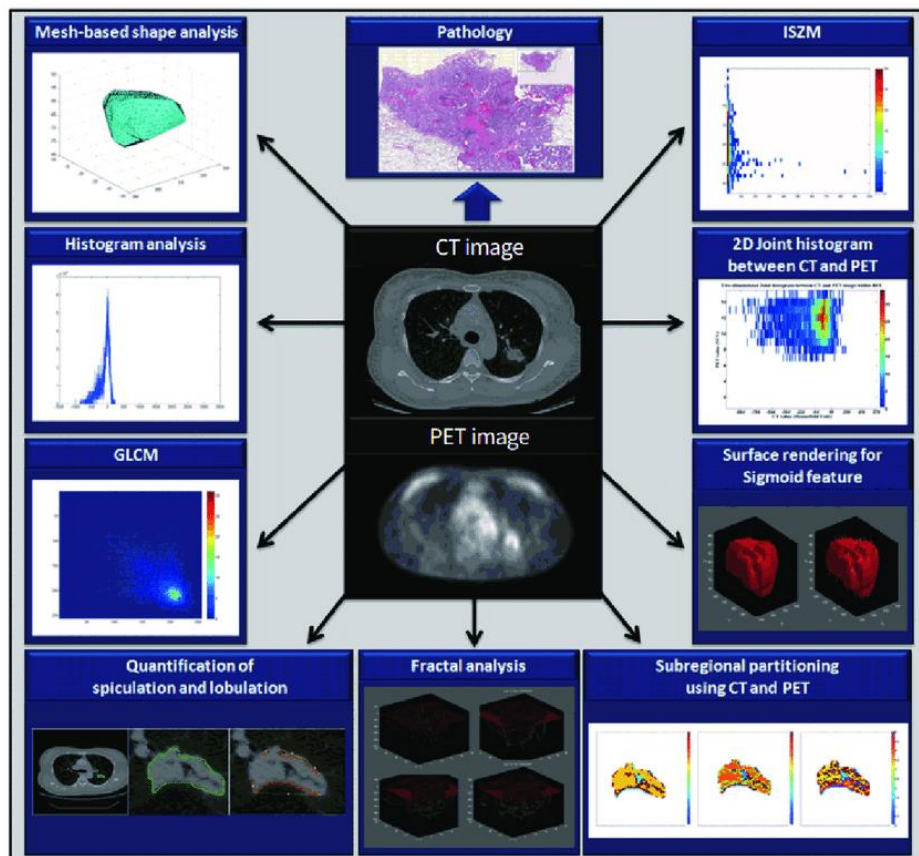 Mesh-based shape analysis
Pathology
ISZM
Histogram analysis
CT image
2D Joint histogram
between CT and PET
GLCM
PET image
Surface rendering for
Sigmoid feature
Quantification of
spiculation and lobulation
Fractal analysis
Subregional partitioning
using CT and PET